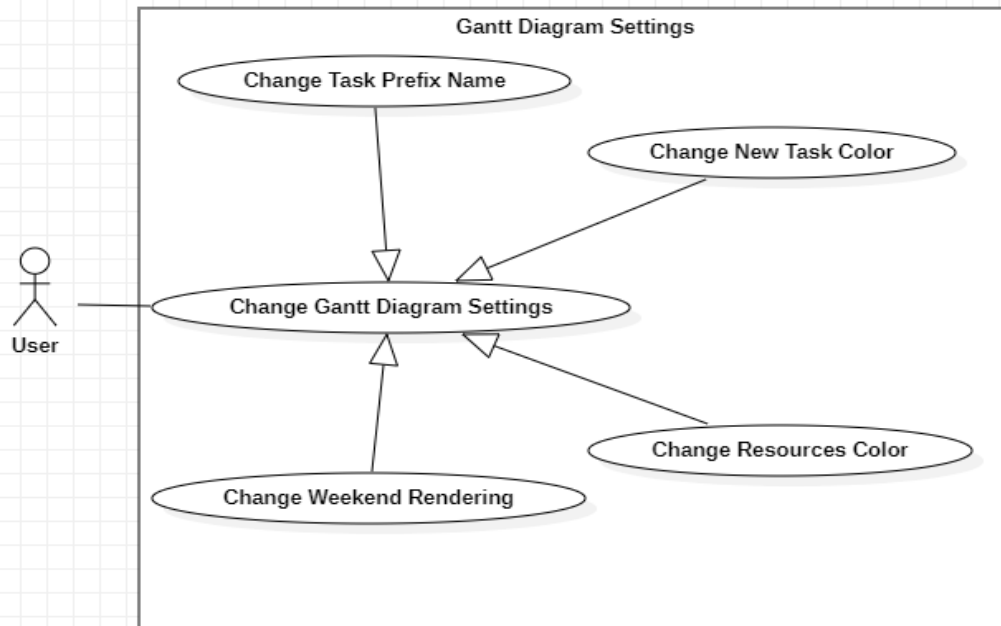 Gantt Diagram Settings
Change Task Prefix Name
Change New Task Color
Change Gantt Diagram Settings
User
Change Resources Color
Change Weekend Rendering